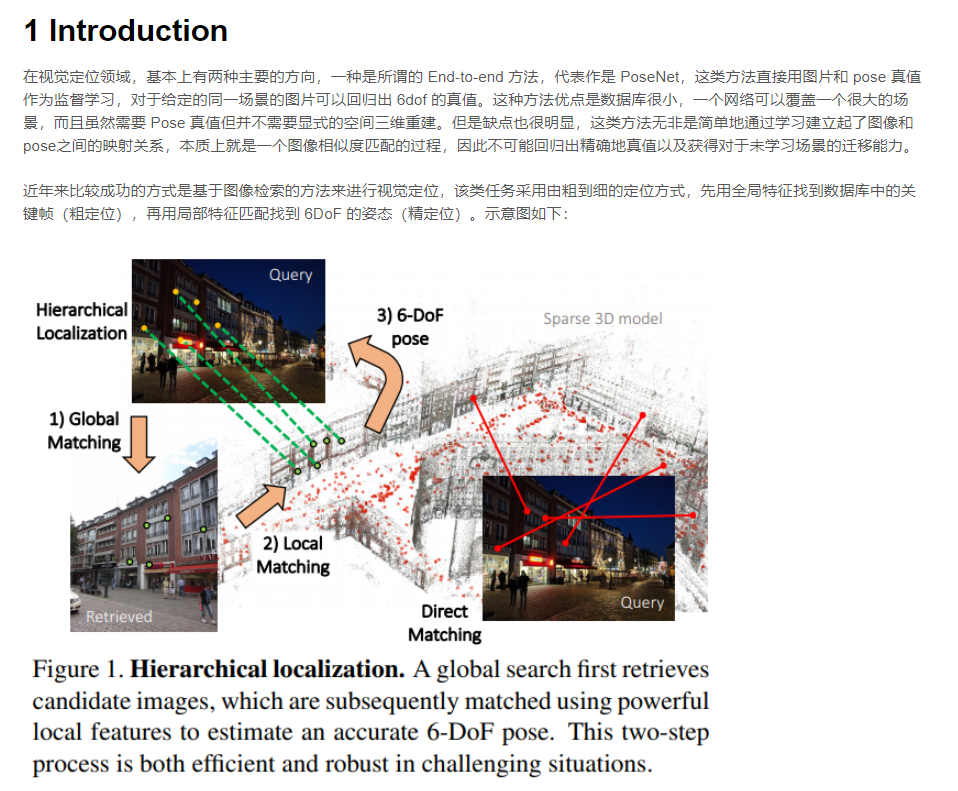 1 Introduction
在视觉定位领域，基本上有两种主要的方向，一种是所谓的 End-to-end 方法，代表作是 PoseNet，这类方法直接用图片和 pose 真值
作为监督学习，对于给定的同一场景的图片可以回归出 6dof 的真值。这种方法优点是数据库很小，一个网络可以覆盖一个很大的场
景，而且虽然需要 Pose 真值但并不需要显式的空间三维重建。但是缺点也很明显，这类方法无非是简单地通过学习建立起了图像和
pose之间的映射关系，本质上就是一个图像相似度匹配的过程，因此不可能回归出精确地真值以及获得对于未学习场景的迁移能力。
近年来比较成功的方式是基于图像检索的方法来进行视觉定位，该类任务采用由粗到细的定位方式，先用全局特征找到数据库中的关
键帧（粗定位），再用局部特征匹配找到 6DoF 的姿态（精定位）。示意图如下：
Query
Hierarchical
Localization
3) 6-DoF
pose
Sparse 3D model
1) Global
Matching
2) Local
Matching
Retrieved
Direct
Matching
Query
Figure 1. Hierarchical localization. A global search first retrieves
candidate images, which are subsequently matched using powerful
local features to estimate an accurate 6-DoF pose. This two-step
process is both efficient and robust in challenging situations.